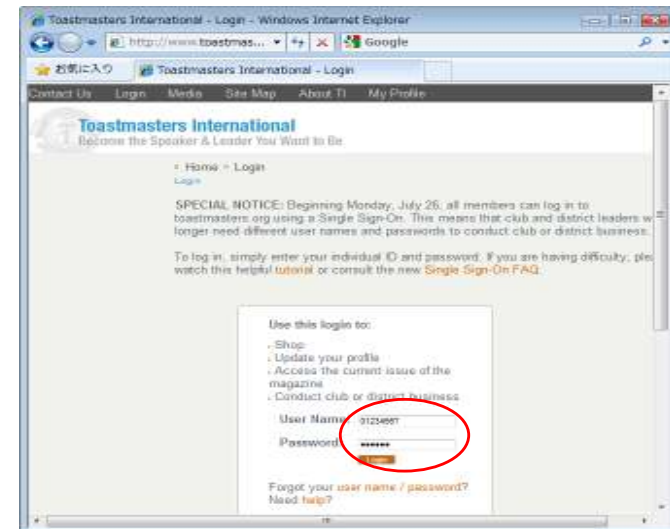 Toastmasters International - Login - Windows Internet Explorer
http://www.toastmas...
Google
お気に入り
Toastmasters International - Login
Contact Us Login Media Site Map About TI My Profile
Toastmasters International
Become the Speaker & Leader You Want to Be
Home > Login
Login
SPECIAL NOTICE: Beginning Monday, July 26, all members can log in to
toastmasters.org using a Single Sign-On. This means that club and district leaders
longer need different user names and passwords to conduct club or district business.
To log in, simply enter your individual ID and password. If you are having difficulty,
watch this helpful tutorial or consult the new Single Sign-On FAQ.
Use this login to:
Shop
Update your profile
Access the current issue of the
magazine
Conduct club or district business
User Name: 01234567
Password:
Login
Forgot your user name / password?
Need help?